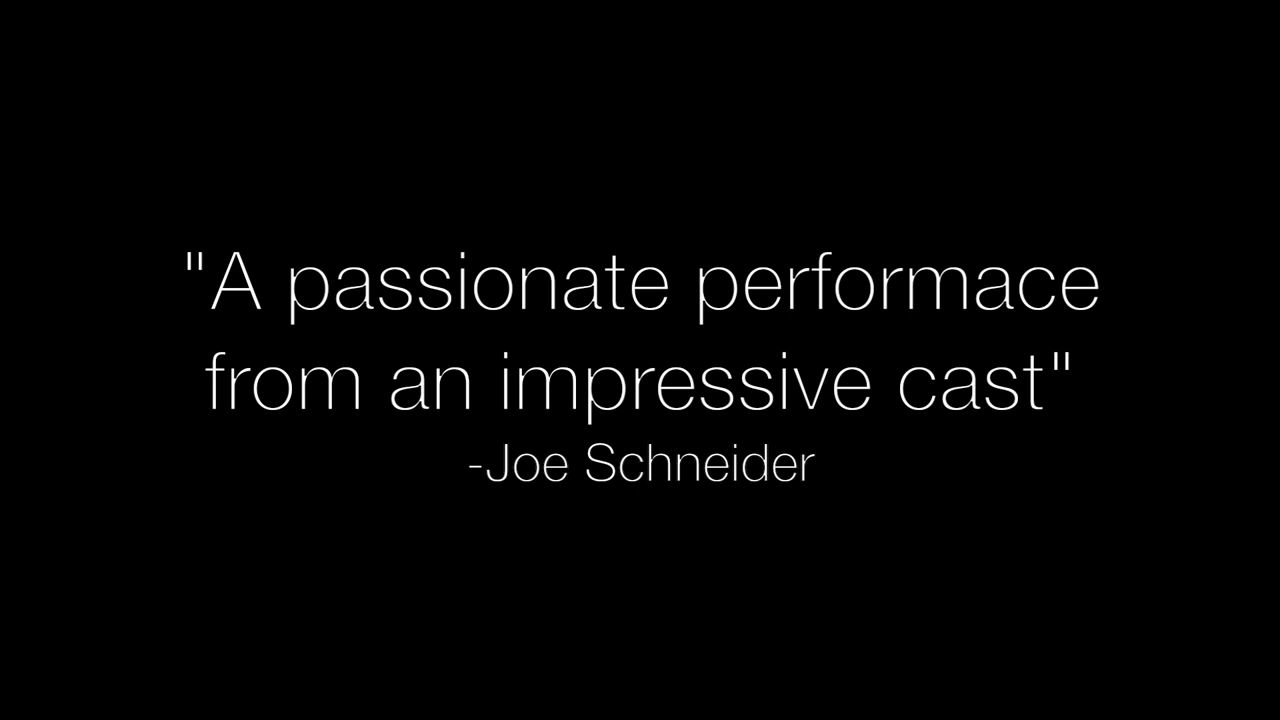 "A passionate performace
from an impressive cast"
-Joe Schneider